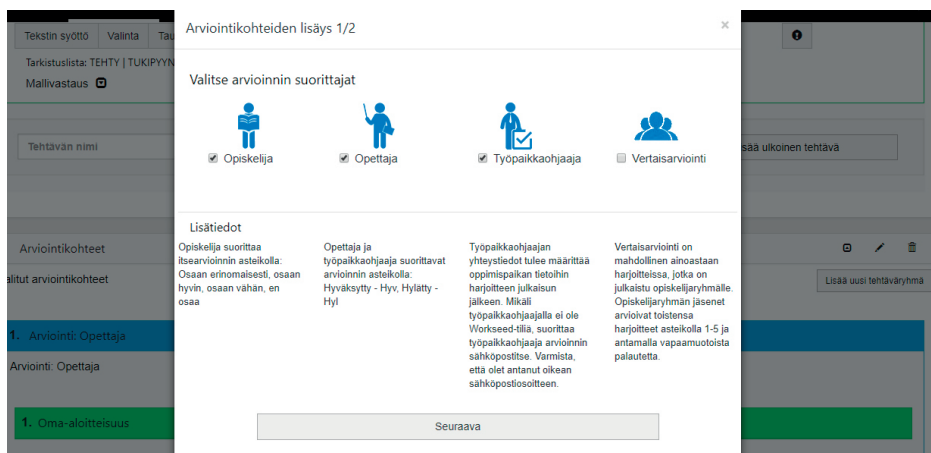 Tekstin syöttö Valinta Tau
Tarkistuslista: TEHTY | TUKIPYYN
Mallivastaus
Tehtävän nimi
sää ulkoinen tehtävä
Arviointikohteet
alitut arviointikohteet
Lisää uusi tehtäväryhmä
1. Arviointi: Opettaja
Arviointi: Opettaja
1. Oma-aloitteisuus
Arviointikohteiden lisäys 1/2 ×
Valitse arvioinnin suorittajat
Opiskelija Opettaja Työpaikkaohjaaja Vertaisarviointi
Lisätiedot
Opiskelija suorittaa
itsearvioinnin asteikolla:
Osaan erinomaisesti, osaan
hyvin, osaan vähän, en
osaa
Opettaja ja
työpaikkaohjaaja suorittavat
arvioinnin asteikolla:
Hyväksytty - Hyv, Hylätty -
Hyl
Työpaikkaohjaajan
yhteystiedot tulee määrittää
oppimispaikan tietoihin
harjoitteen julkaisun
jälkeen. Mikäli
työpaikkaohjaajalla ei ole
Workseed-tiliä, suorittaa
työpaikkaohjaaja arvioinnin
sähköpostitse. Varmista,
että olet antanut oikean
sähköpostiosoitteen.
Vertaisarviointi on
mahdollinen ainoastaan
harjoitteissa, jotka on
julkaistu opiskelijaryhmälle.
Opiskelijaryhmän jäsenet
arvioivat toistensa
harjoitteet asteikolla 1-5 ja
antamalla vapaamuotoista
palautetta.
Seuraava